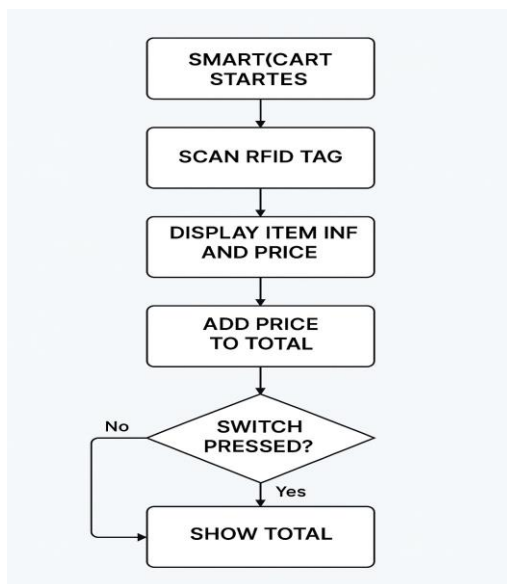 SMART(CART
STARTES
SCAN RFID TAG
DISPLAY ITEM INF
AND PRICE
ADD PRICE
TO TOTAL
SWITCH
PRESSED?
No
Yes
SHOW TOTAL